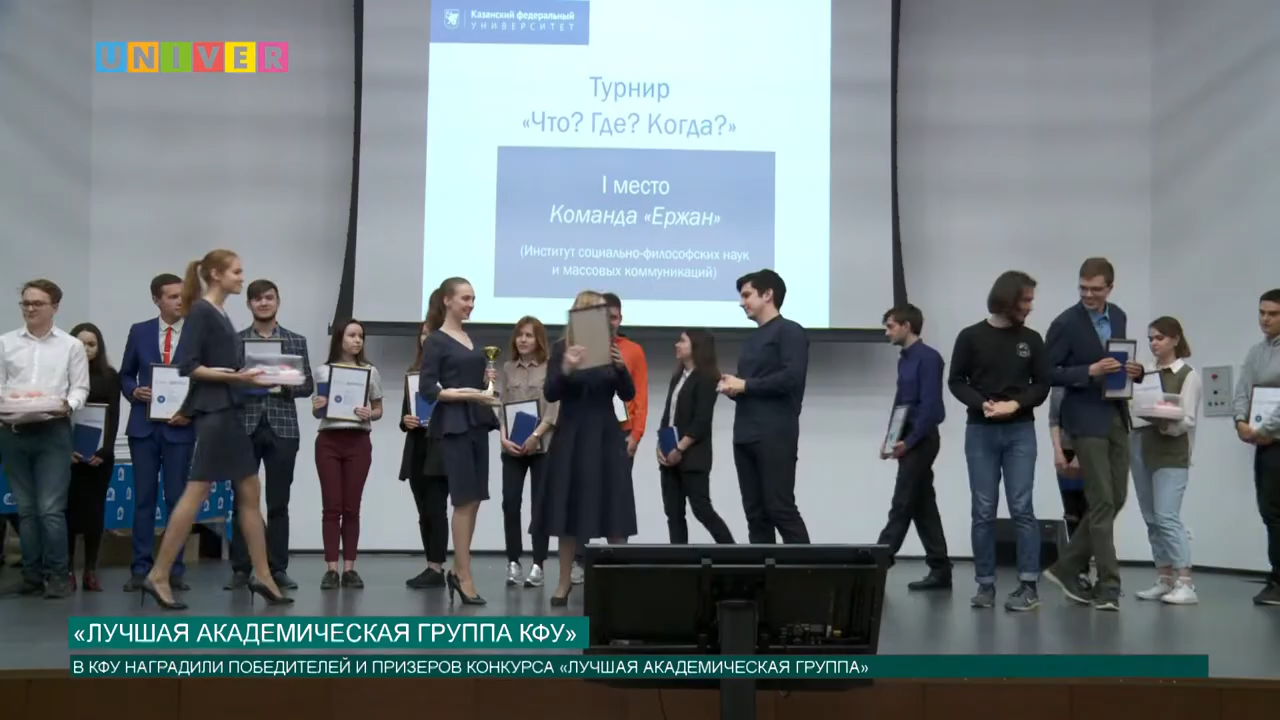 Казанский федеральный
УНИВЕРСИТЕТ
UNIVER
Турнир
«Что? Где? Когда?»
I место
Команда «Ержан»
(Институт социально-философских наук
и массовых коммуникаций)
«ЛУЧШАЯ АКАДЕМИЧЕСКАЯ ГРУППА КФУ»
В КФУ НАГРАДИЛИ ПОБЕДИТЕЛЕЙ И ПРИЗЕРОВ КОНКУРСА «ЛУЧШАЯ АКАДЕМИЧЕСКАЯ ГРУППА»